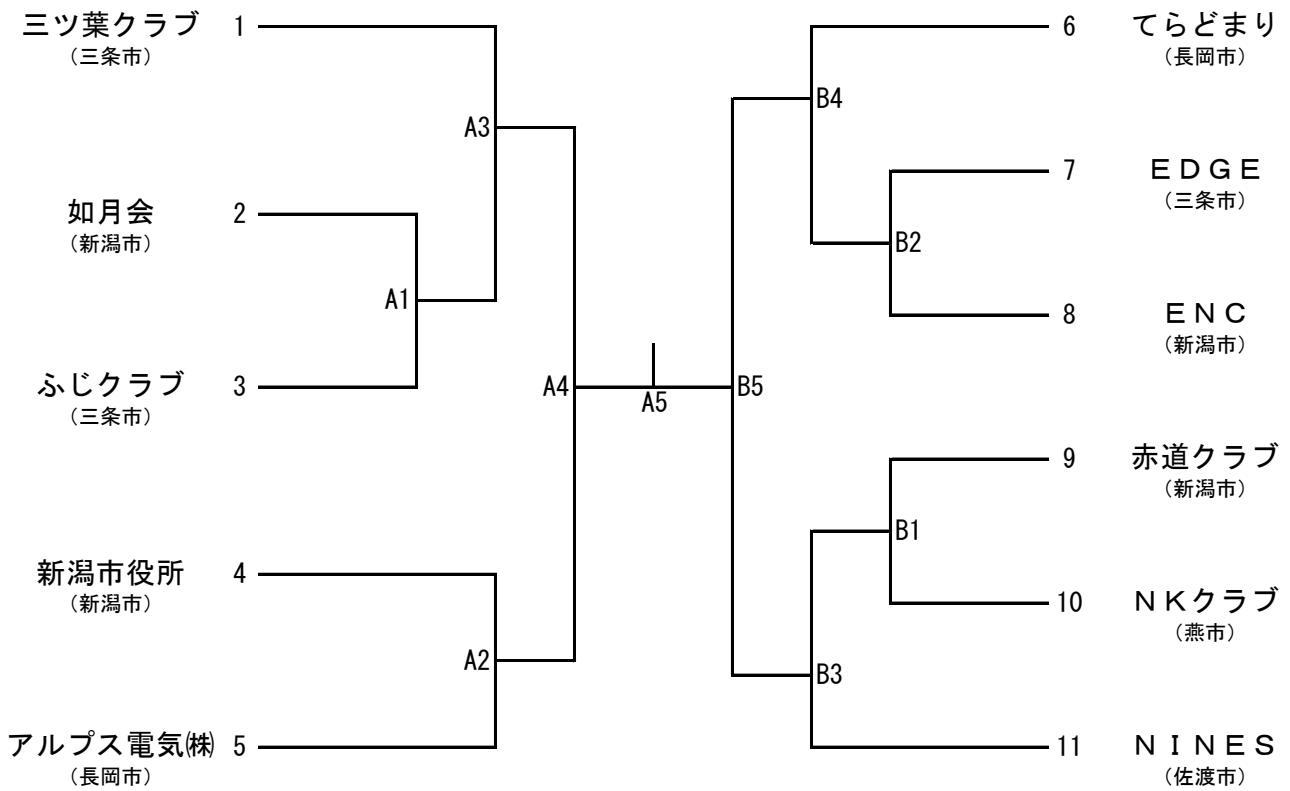 三ツ葉クラブ 1
（三条市）
A3
如月会 2
（新潟市）
A1
ふじクラブ 3
（三条市）
A4
新潟市役所 4
（新潟市）
A2
アルプス電気㈱ 5
（長岡市）
A5
6 てらどまり
（長岡市）
B4
7 ＥＤＧＥ
（三条市）
B2
8 ＥＮＣ
（新潟市）
B5
9 赤道クラブ
（新潟市）
B1
10 ＮＫクラブ
（燕市）
B3
11 ＮＩＮＥＳ
（佐渡市）